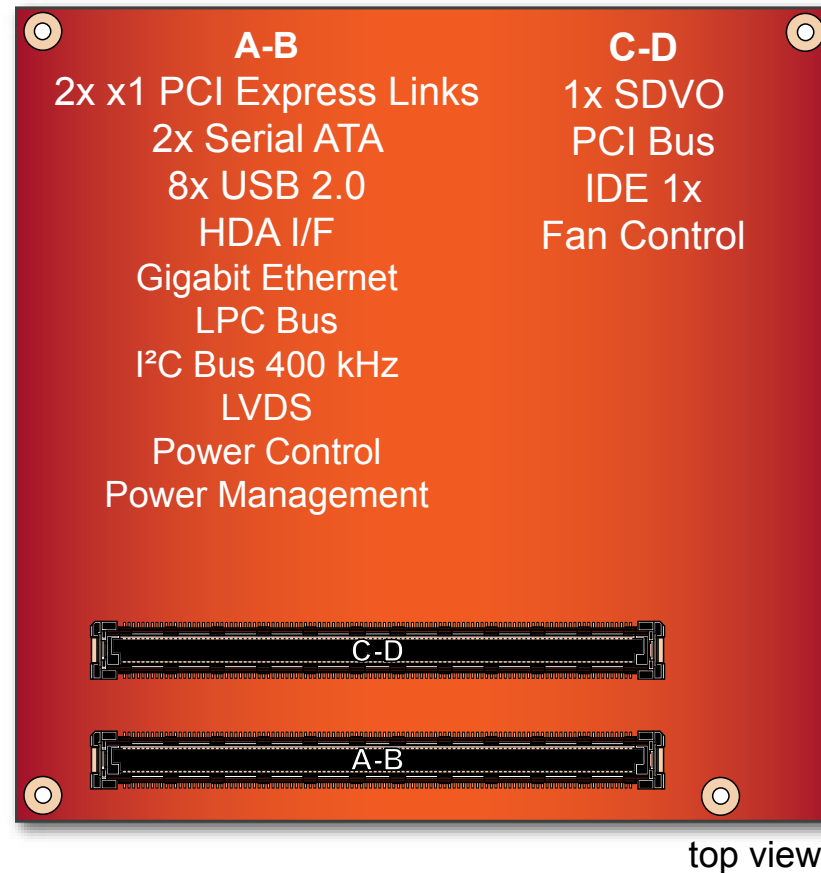 A-B
2x x1 PCI Express Links
2x Serial ATA
8x USB 2.0
HDA I/F
Gigabit Ethernet
LPC Bus
I²C Bus 400 kHz
LVDS
Power Control
Power Management
C-D
1x SDVO
PCI Bus
IDE 1x
Fan Control
C-D
A-B
top view